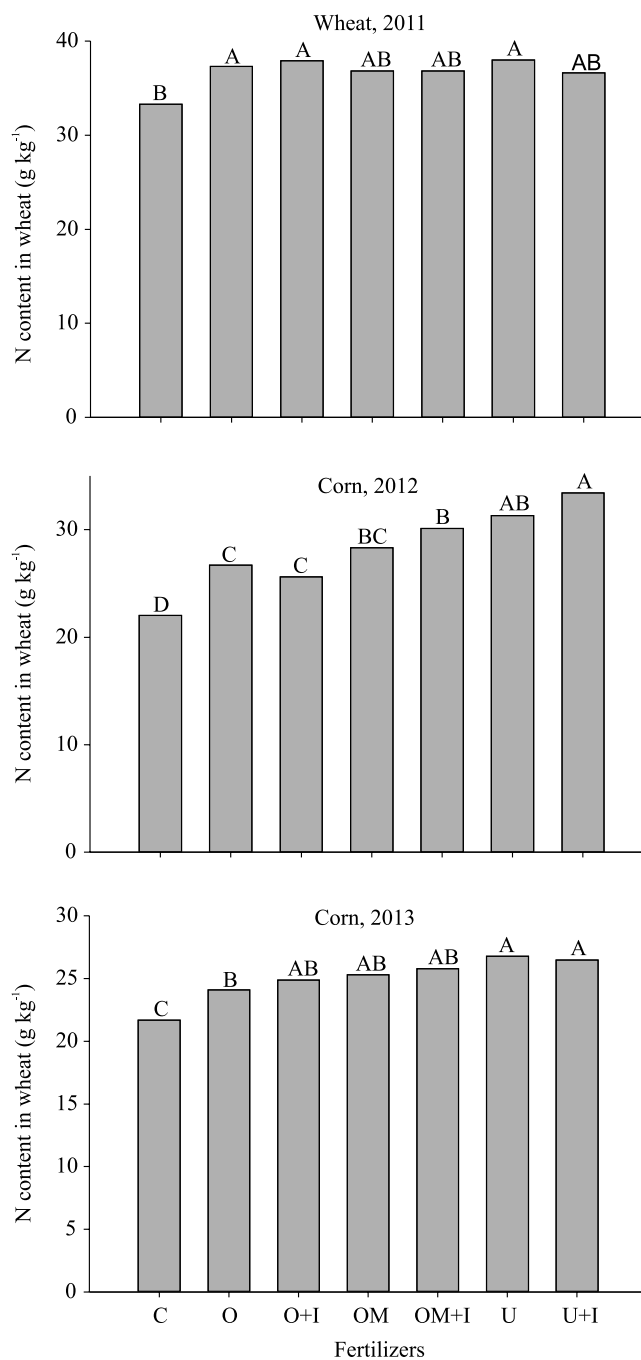 Wheat, 2011
40
30
20
10
0
N content in wheat (g kg⁻¹)
B
A
A
AB
AB
A
AB
Corn, 2012
30
20
10
0
N content in wheat (g kg⁻¹)
D
C
C
BC
B
AB
A
Corn, 2013
30
25
20
15
10
5
0
N content in wheat (g kg⁻¹)
C
B
AB
AB
AB
A
A
C O O+I OM OM+I U U+I
Fertilizers